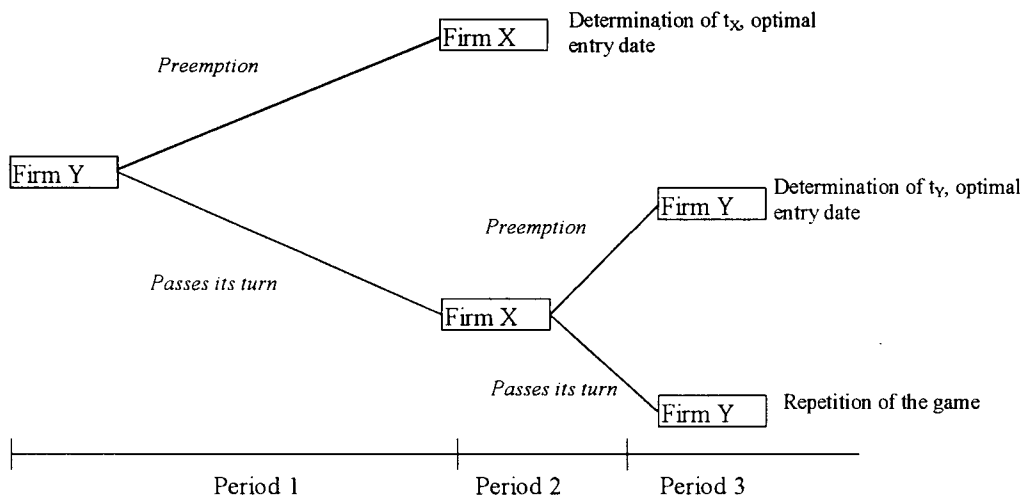 Determination of tX, optimal
entry date
Firm X
Preemption
Firm Y
Determination of tY, optimal
entry date
Firm Y
Preemption
Passes its turn
Firm X
Passes its turn
Firm Y
Repetition of the game
Period 1
Period 2
Period 3